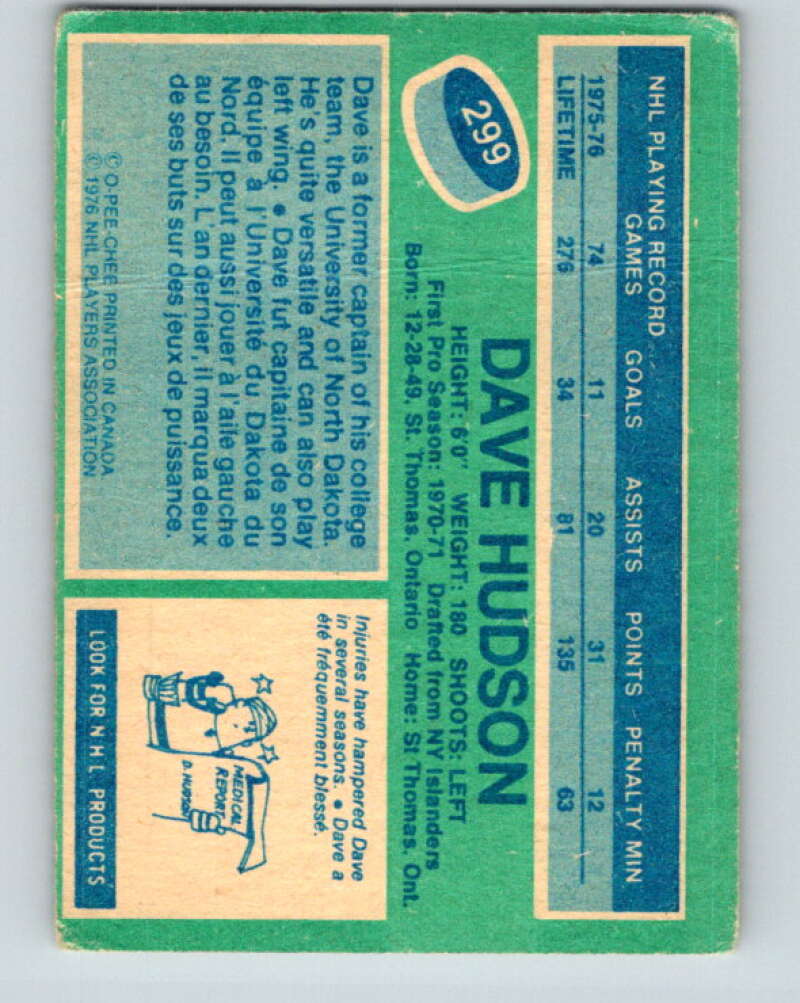 299
NHL PLAYING RECORD
GAMES GOALS ASSISTS POINTS PENALTY MIN
1975-76 74 11 20 31 12
LIFETIME 276 34 81 135 63
DAVE HUDSON
HEIGHT: 6'0" WEIGHT: 180 SHOOTS: LEFT
First Pro Season: 1970-71 Drafted from NY Islanders
Born: 12-28-49, St. Thomas, Ontario Home: St Thomas, Ont.
Dave is a former captain of his college
team, the University of North Dakota.
He's quite versatile and can also play
left wing. • Dave fut capitaine de son
équipe à l'Université du Dakota du
Nord. Il peut aussi jouer à l'aile gauche
au besoin. L'an dernier, il marqua deux
de ses buts sur des jeux de puissance.
© O-PEE-CHEE PRINTED IN CANADA
© 1976 NHL PLAYERS ASSOCIATION
Injuries have hampered Dave
in several seasons. • Dave a
été fréquemment blessé.
MEDICAL
REPORT
D. HUDSON
LOOK FOR NHL PRODUCTS